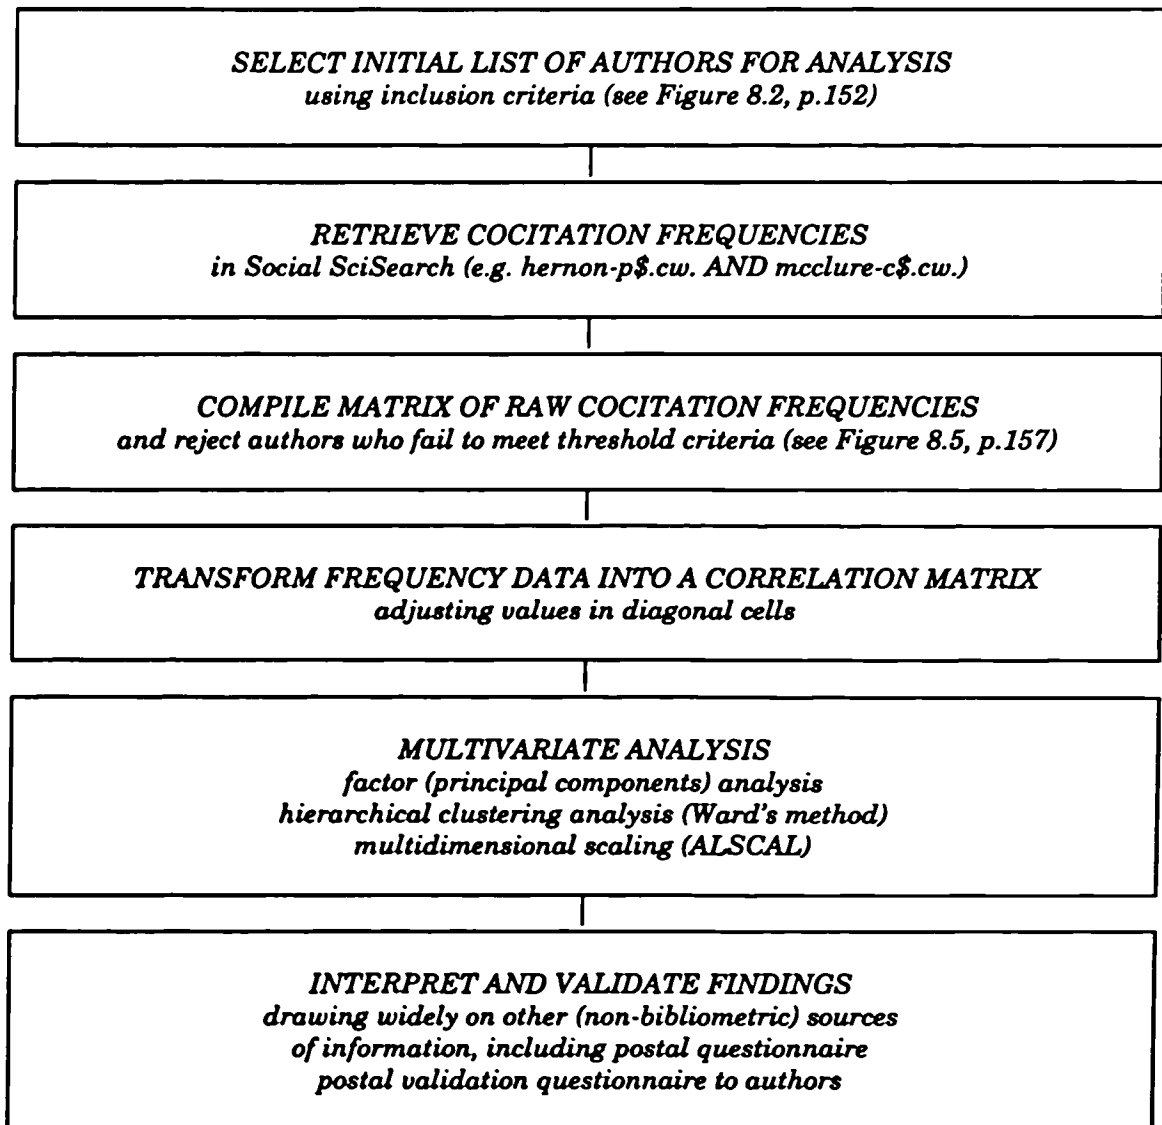 SELECT INITIAL LIST OF AUTHORS FOR ANALYSIS
using inclusion criteria (see Figure 8.2, p.152)
RETRIEVE COCITATION FREQUENCIES
in Social SciSearch (e.g. hernon-p$.cw. AND mcclure-c$.cw.)
COMPILE MATRIX OF RAW COCITATION FREQUENCIES
and reject authors who fail to meet threshold criteria (see Figure 8.5, p.157)
TRANSFORM FREQUENCY DATA INTO A CORRELATION MATRIX
adjusting values in diagonal cells
MULTIVARIATE ANALYSIS
factor (principal components) analysis
hierarchical clustering analysis (Ward's method)
multidimensional scaling (ALSCAL)
INTERPRET AND VALIDATE FINDINGS
drawing widely on other (non-bibliometric) sources
of information, including postal questionnaire
postal validation questionnaire to authors